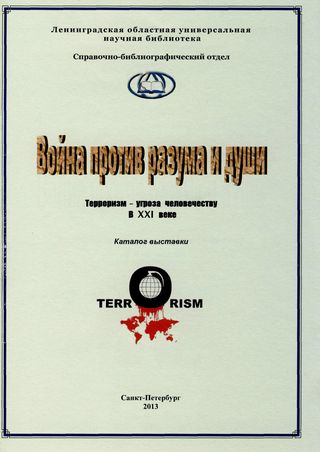 Ленинградская областная универсальная
научная библиотека
Справочно-библиографический отдел
Война против разума и души
Терроризм – угроза человечеству
в XXI веке
Каталог выставки
TERRORISM
Санкт-Петербург
2013